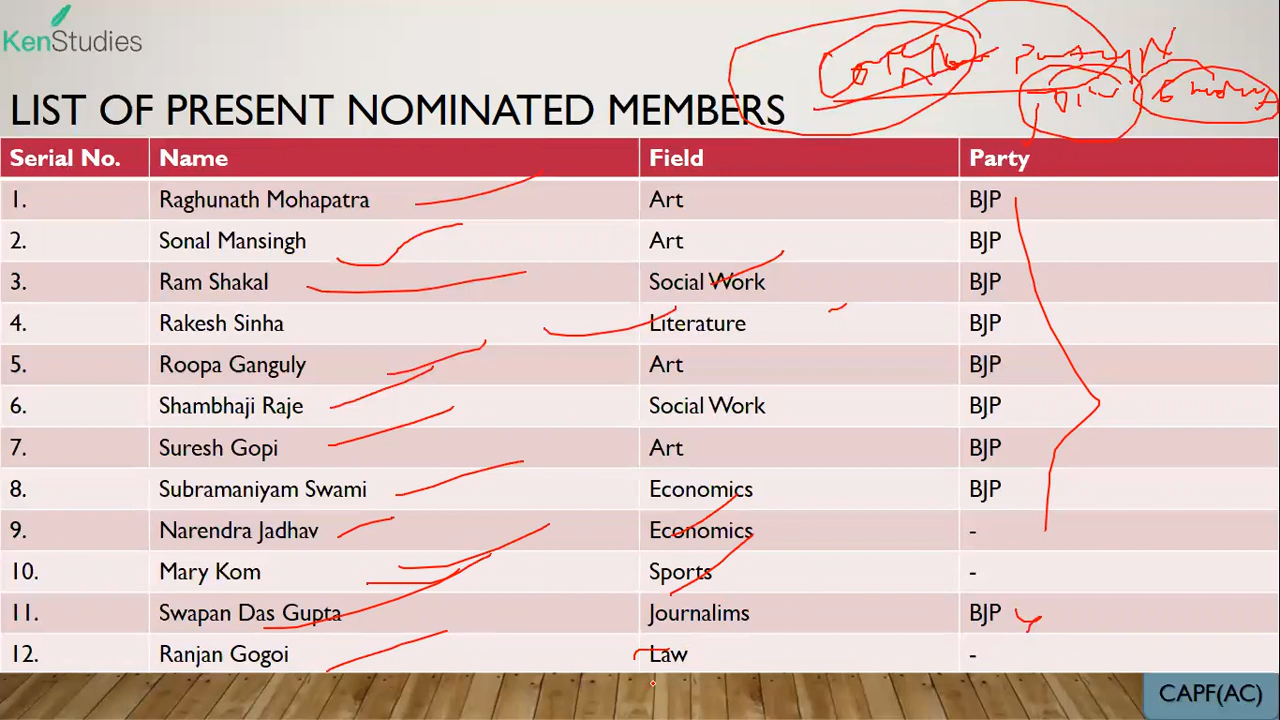 KenStudies
LIST OF PRESENT NOMINATED MEMBERS
Serial No. Name Field Party
1. Raghunath Mohapatra Art BJP
2. Sonal Mansingh Art BJP
3. Ram Shakal Social Work BJP
4. Rakesh Sinha Literature BJP
5. Roopa Ganguly Art BJP
6. Shambhaji Raje Social Work BJP
7. Suresh Gopi Art BJP
8. Subramaniyam Swami Economics BJP
9. Narendra Jadhav Economics -
10. Mary Kom Sports -
11. Swapan Das Gupta Journalims BJP
12. Ranjan Gogoi Law -
CAPF(AC)